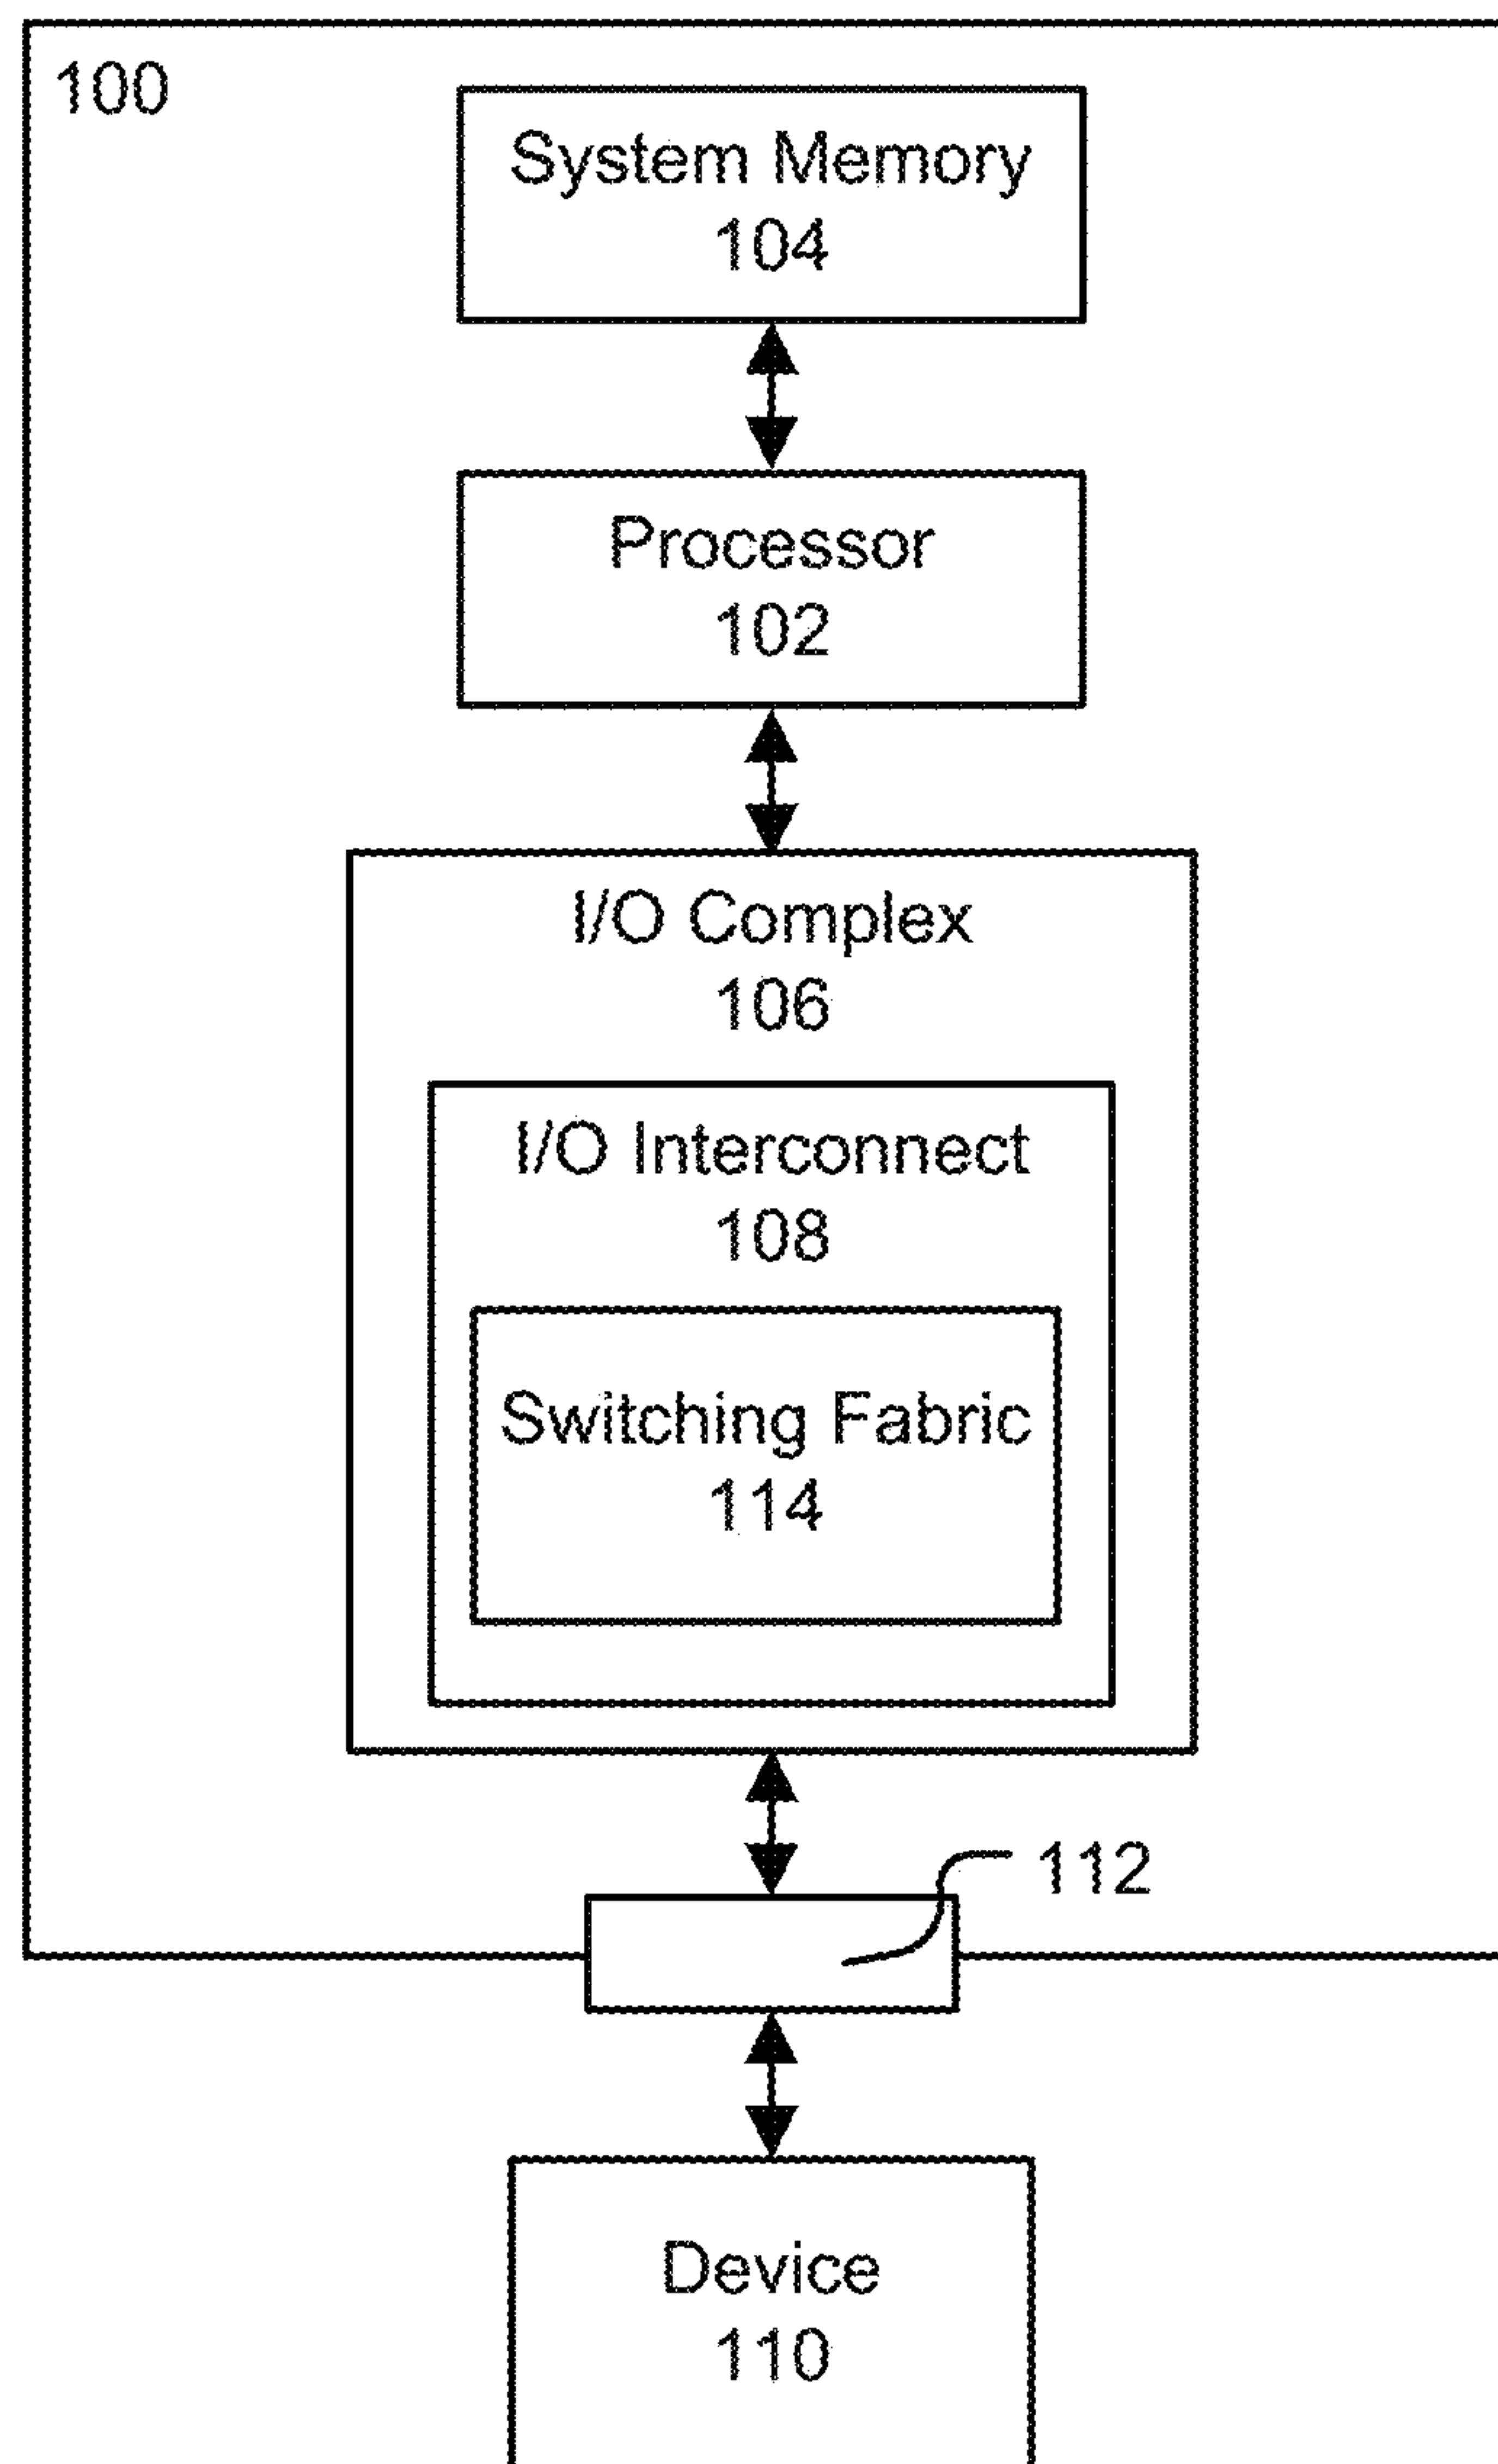 100
System Memory
104
Processor
102
I/O Complex
106
I/O Interconnect
108
Switching Fabric
114
112
Device
110